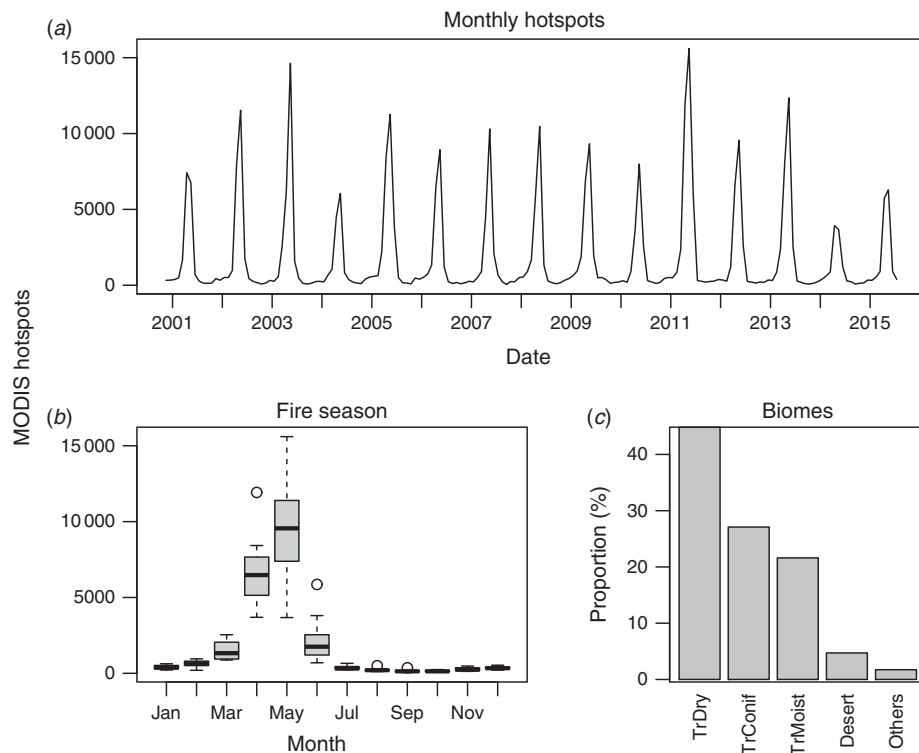 (a)
Monthly hotspots
15 000
10 000
5000
0
2001 2003 2005 2007 2009 2011 2013 2015
Date
MODIS hotspots
(b)
Fire season
15 000
10 000
5000
0
Jan Mar May Jul Sep Nov
Month
(c)
Biomes
Proportion (%)
40
30
20
10
0
TrDry
TrConif
TrMoist
Desert
Others